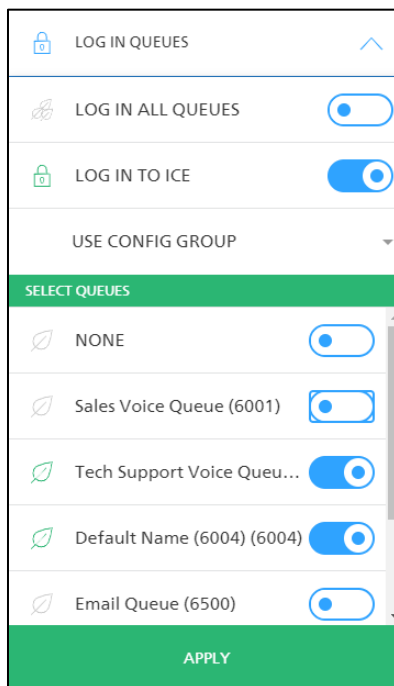 LOG IN QUEUES
LOG IN ALL QUEUES
LOG IN TO ICE
USE CONFIG GROUP
SELECT QUEUES
NONE
Sales Voice Queue (6001)
Tech Support Voice Queu...
Default Name (6004) (6004)
Email Queue (6500)
APPLY